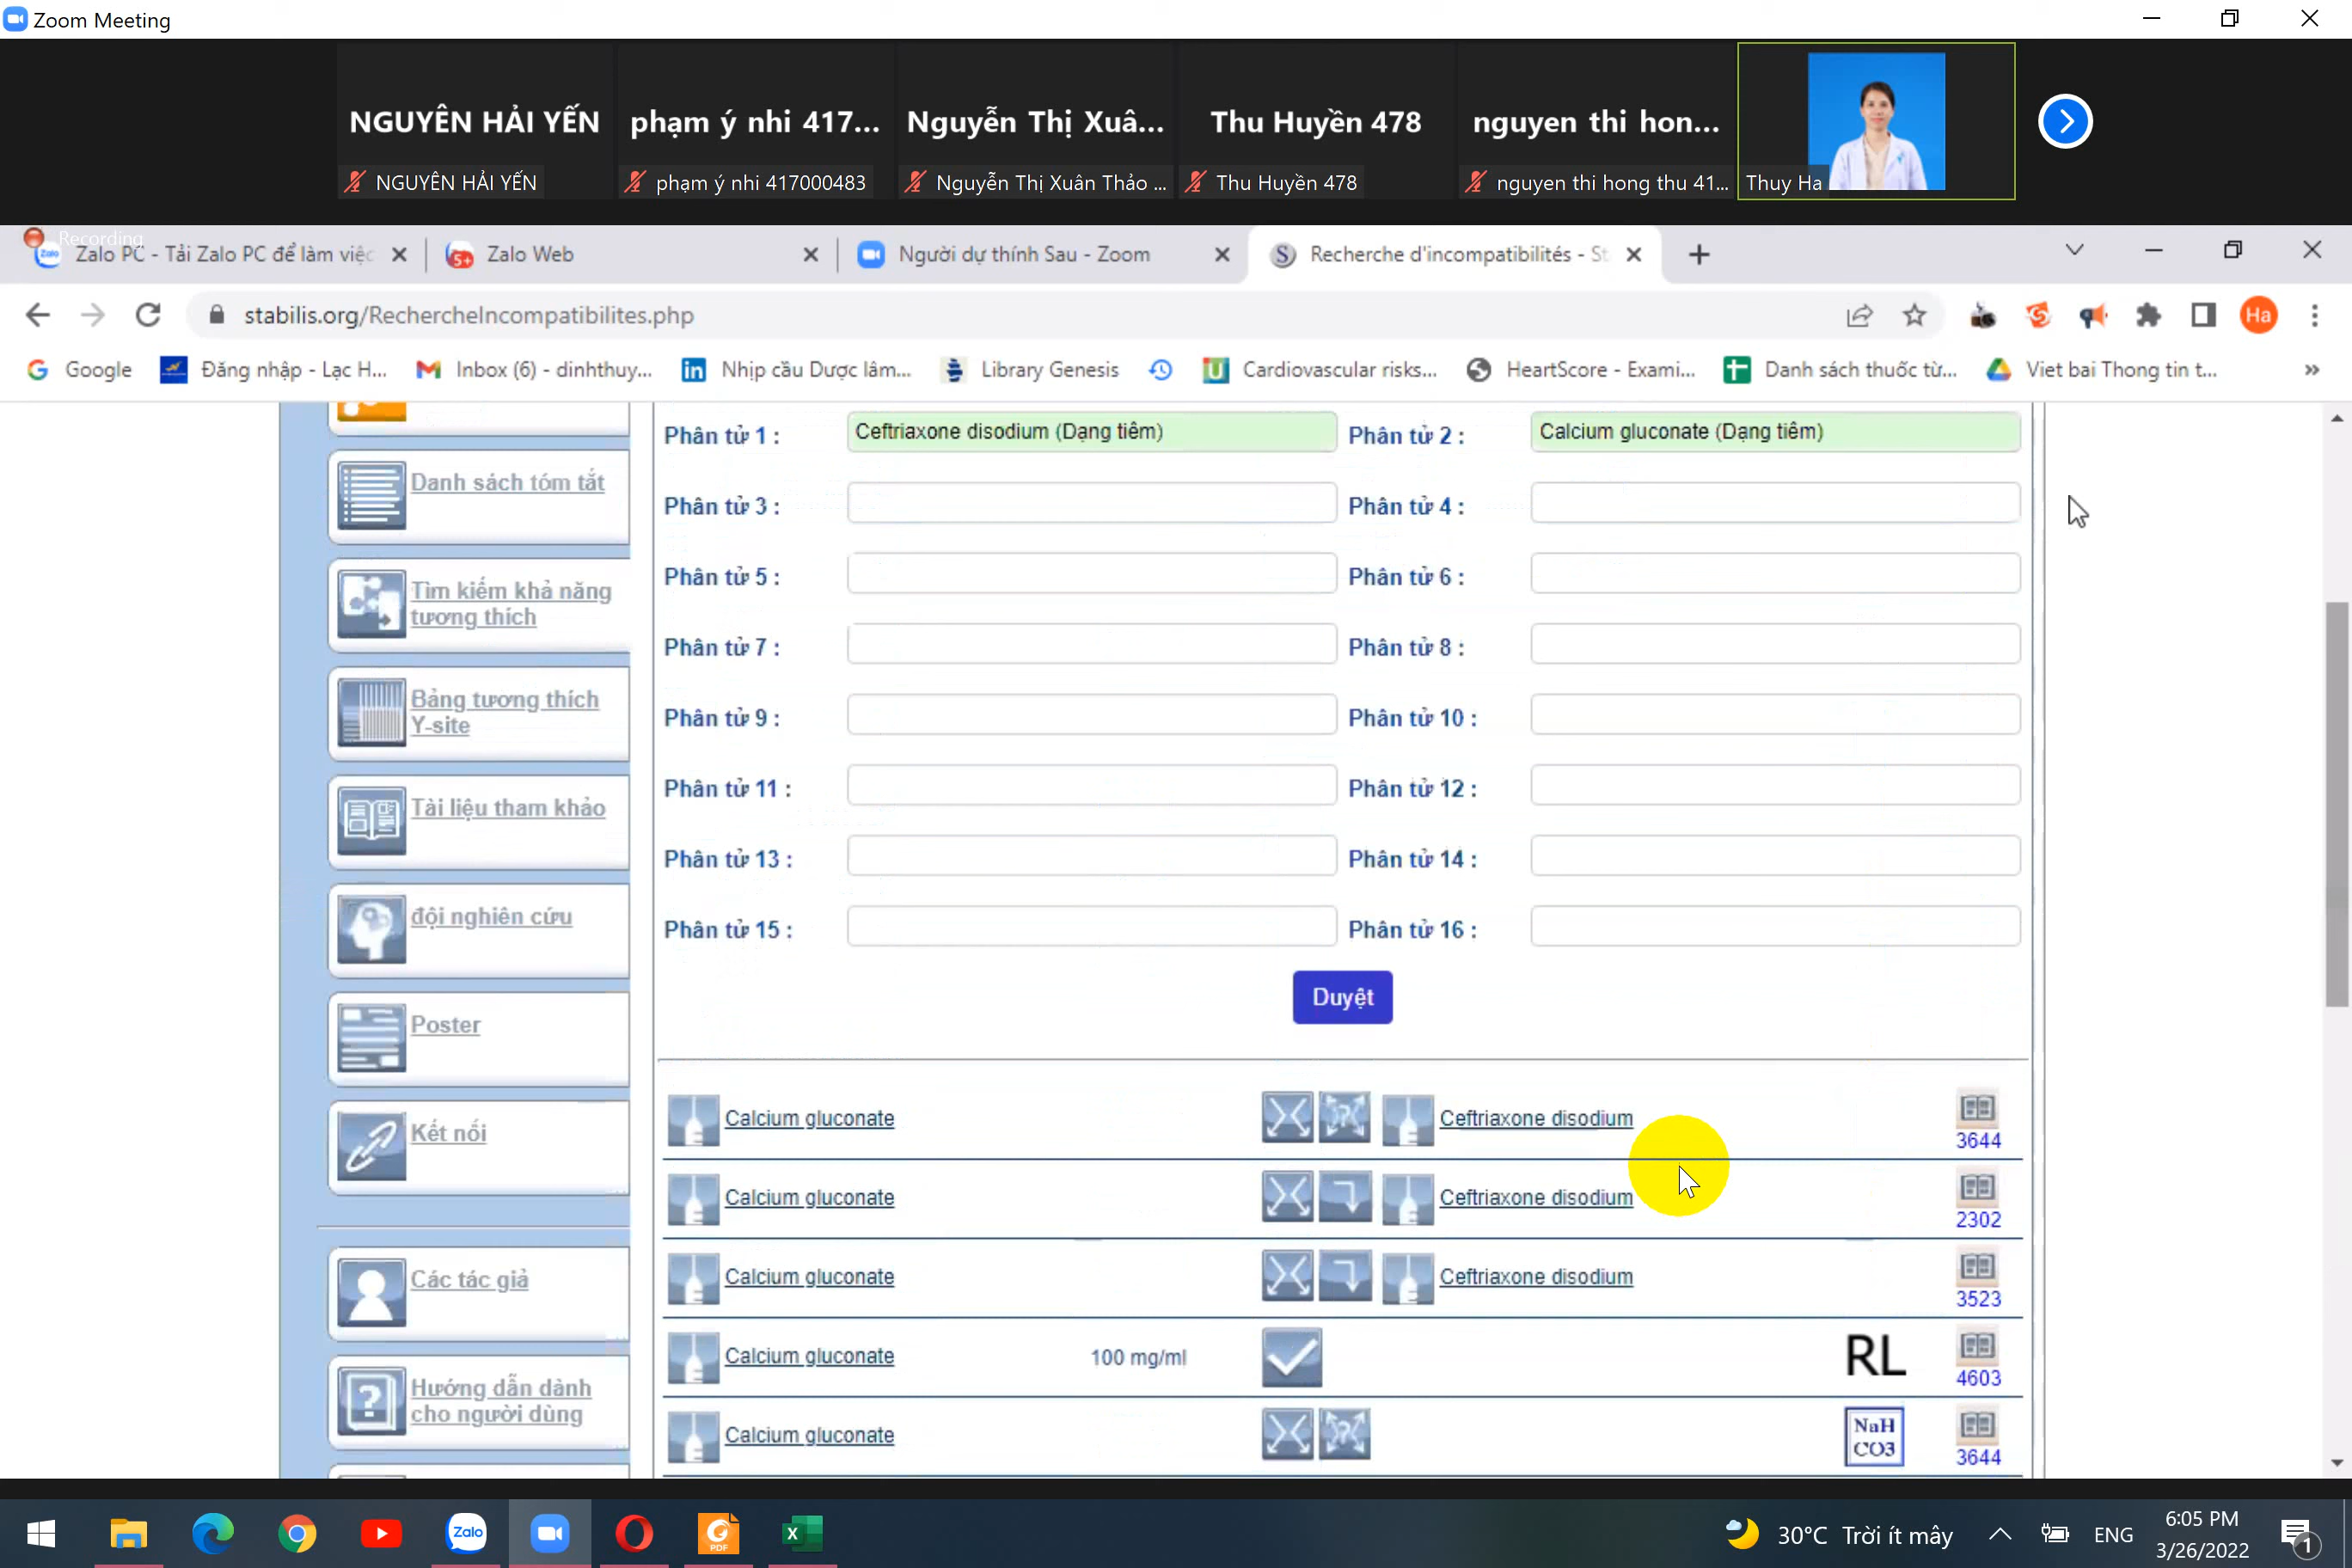 Zoom Meeting
NGUYÊN HẢI YẾN
phạm ý nhi 417...
Nguyễn Thị Xuâ...
Thu Huyền 478
nguyen thi hon...
NGUYÊN HẢI YẾN
phạm ý nhi 417000483
Nguyễn Thị Xuân Thảo ...
Thu Huyền 478
nguyen thi hong thu 41...
Thuy Ha
Recording
Zalo PC - Tải Zalo PC để làm việc
Zalo Web
Người dự thính Sau - Zoom
Recherche d'incompatibilités - St
stabilis.org/RechercheIncompatibilites.php
Ha
Google
Đăng nhập - Lạc H...
Inbox (6) - dinhthuy...
Nhịp cầu Dược lâm...
Library Genesis
Cardiovascular risks...
HeartScore - Exami...
Danh sách thuốc từ...
Viet bai Thong tin t...
»
Danh sách tóm tắt
Tìm kiếm khả năng
tương thích
Bảng tương thích
Y-site
Tài liệu tham khảo
đội nghiên cứu
Poster
Kết nối
Các tác giả
Hướng dẫn dành
cho người dùng
Phân tử 1 : Ceftriaxone disodium (Dạng tiêm) Phân tử 2 : Calcium gluconate (Dạng tiêm)
Phân tử 3 : Phân tử 4 :
Phân tử 5 : Phân tử 6 :
Phân tử 7 : Phân tử 8 :
Phân tử 9 : Phân tử 10 :
Phân tử 11 : Phân tử 12 :
Phân tử 13 : Phân tử 14 :
Phân tử 15 : Phân tử 16 :
Duyệt
Calcium gluconate Ceftriaxone disodium 3644
Calcium gluconate Ceftriaxone disodium 2302
Calcium gluconate Ceftriaxone disodium 3523
Calcium gluconate 100 mg/ml RL 4603
Calcium gluconate NaH CO3 3644
Zalo
PDF
30°C Trời ít mây
ENG
6:05 PM
3/26/2022
1